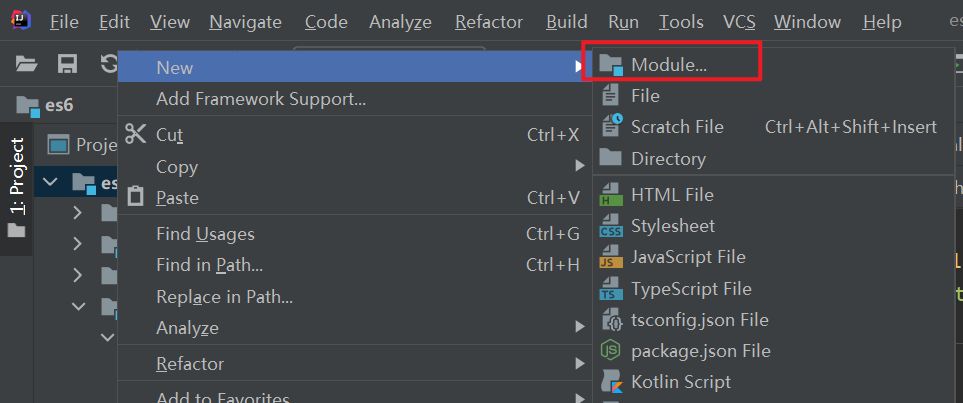 File Edit View Navigate Code Analyze Refactor Build Run Tools VCS Window Help es
es6
1: Project
Proje
es
New
Add Framework Support...
Cut Ctrl+X
Copy
Paste Ctrl+V
Find Usages Ctrl+G
Find in Path... Ctrl+H
Replace in Path...
Analyze
Refactor
Add to Favorites
Module...
File
Scratch File Ctrl+Alt+Shift+Insert
Directory
HTML File
Stylesheet
JavaScript File
TypeScript File
tsconfig.json File
package.json File
Kotlin Script